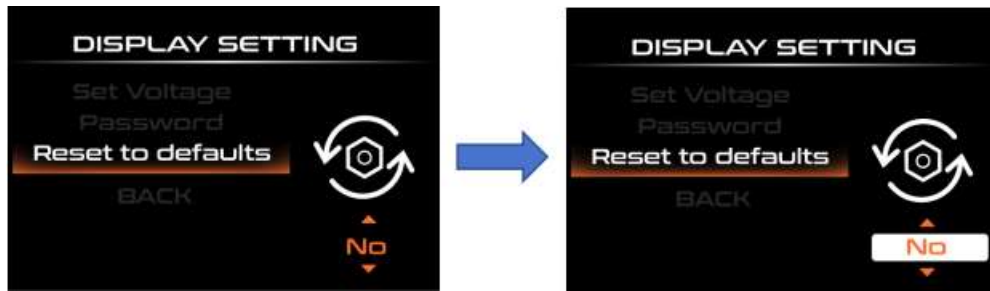 DISPLAY SETTING
Set Voltage
Password
Reset to defaults
BACK
No
DISPLAY SETTING
Set Voltage
Password
Reset to defaults
BACK
No